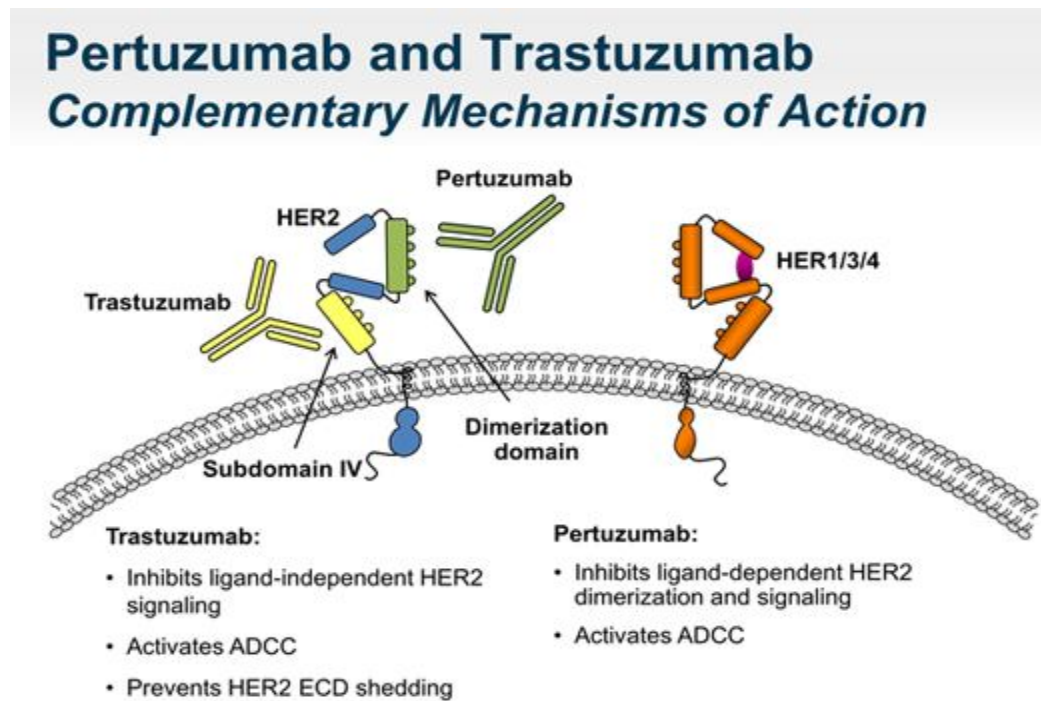 Pertuzumab and Trastuzumab
Complementary Mechanisms of Action
Pertuzumab
HER2
HER1/3/4
Trastuzumab
Dimerization
domain
Subdomain IV
Trastuzumab:
• Inhibits ligand-independent HER2
signaling
• Activates ADCC
• Prevents HER2 ECD shedding
Pertuzumab:
• Inhibits ligand-dependent HER2
dimerization and signaling
• Activates ADCC